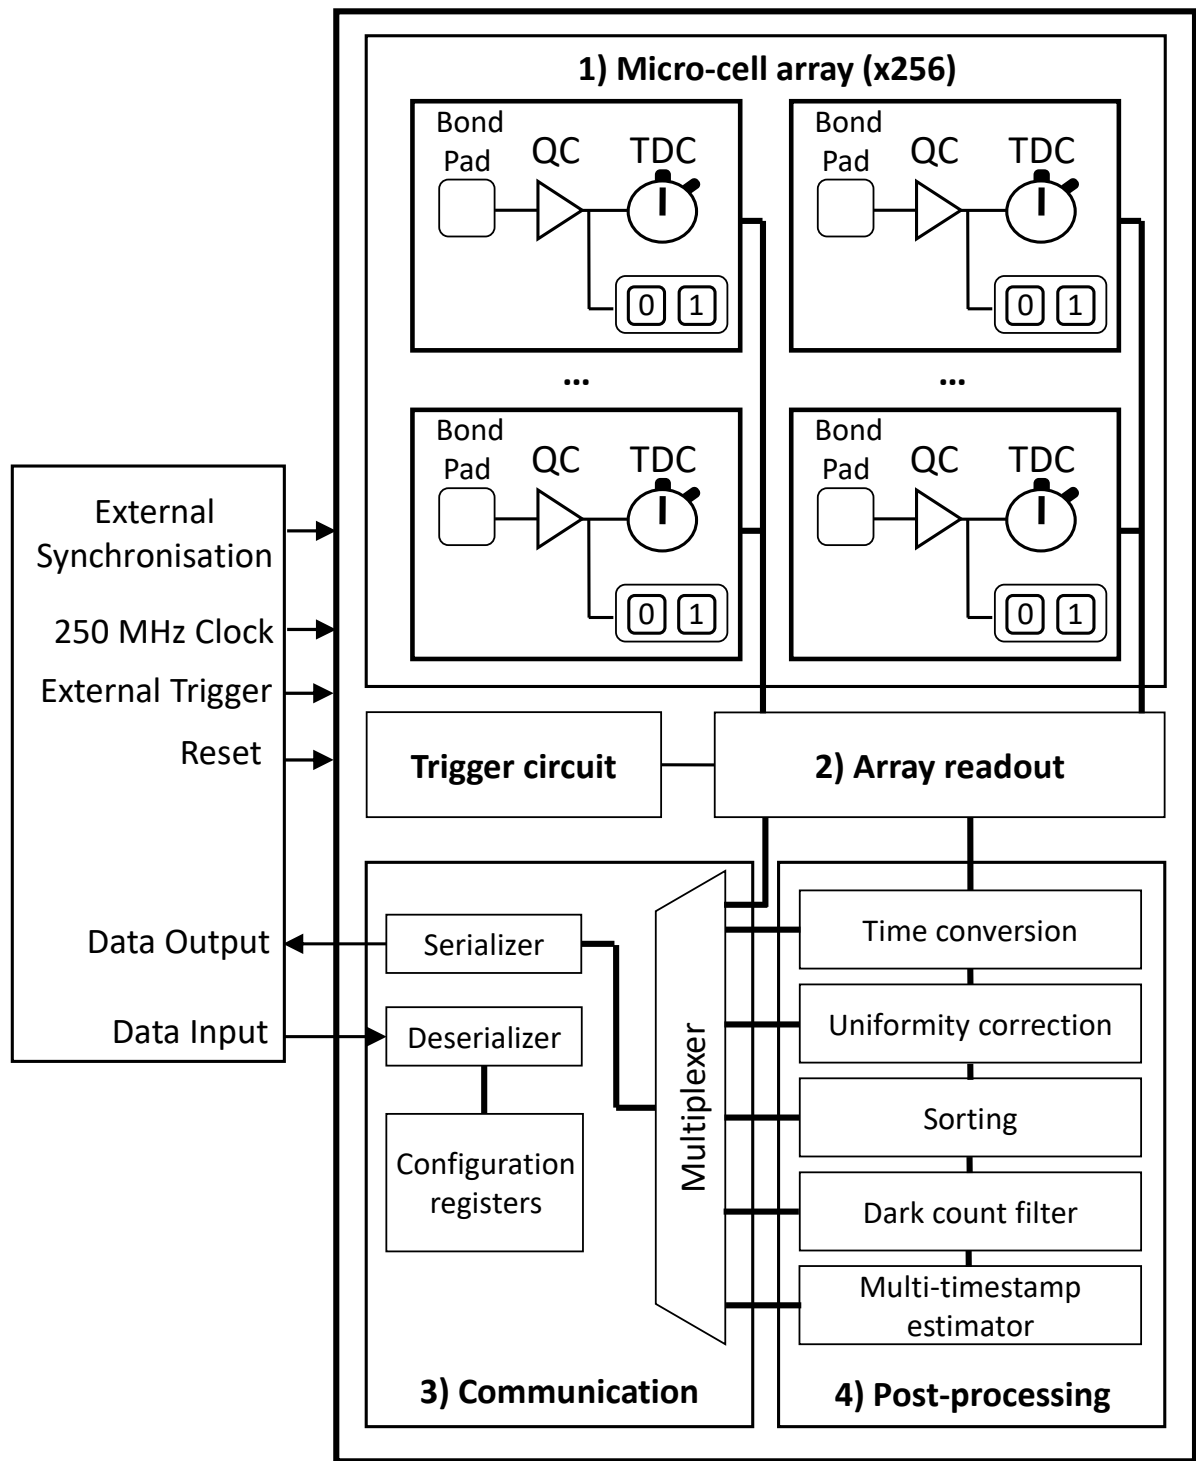 1) Micro-cell array (x256)
Bond
Pad
QC
TDC
0 1
Bond
Pad
QC
TDC
0 1
...
...
Bond
Pad
QC
TDC
0 1
Bond
Pad
QC
TDC
0 1
External
Synchronisation
250 MHz Clock
External Trigger
Reset
Data Output
Data Input
Trigger circuit
2) Array readout
Serializer
Deserializer
Configuration
registers
Multiplexer
3) Communication
Time conversion
Uniformity correction
Sorting
Dark count filter
Multi-timestamp
estimator
4) Post-processing